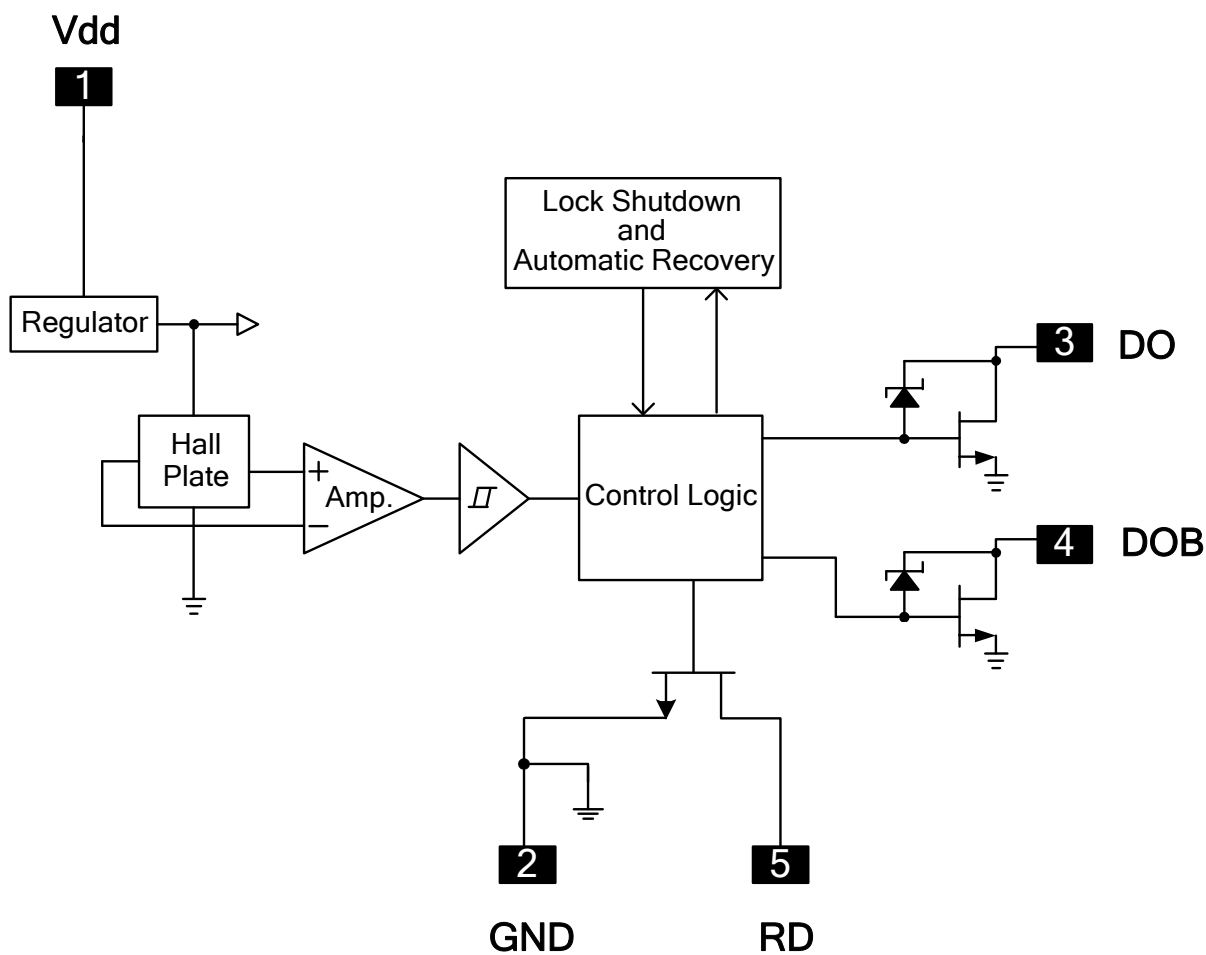 Vdd
1
Lock Shutdown
and
Automatic Recovery
Regulator
3 DO
Hall
Plate
+
Amp.
−
Control Logic
4 DOB
2
5
GND
RD